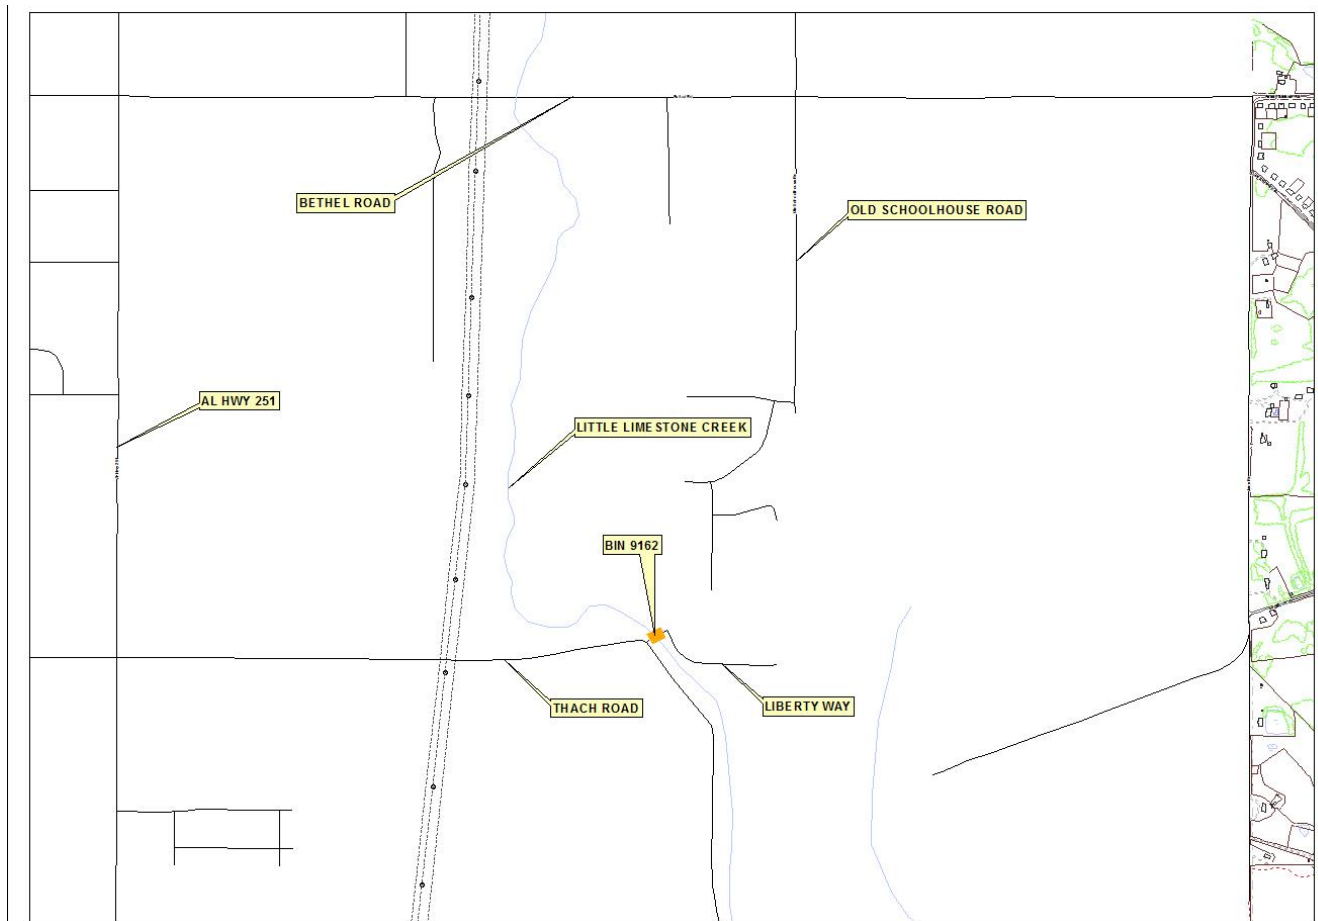 BETHEL ROAD
OLD SCHOOLHOUSE ROAD
AL HWY 251
LITTLE LIMESTONE CREEK
BIN 9162
THACH ROAD
LIBERTY WAY